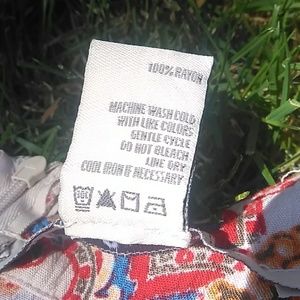 100% RAYON
MACHINE WASH COLD
WITH LIKE COLORS
GENTLE CYCLE
DO NOT BLEACH
LINE DRY
COOL IRON IF NECESSARY